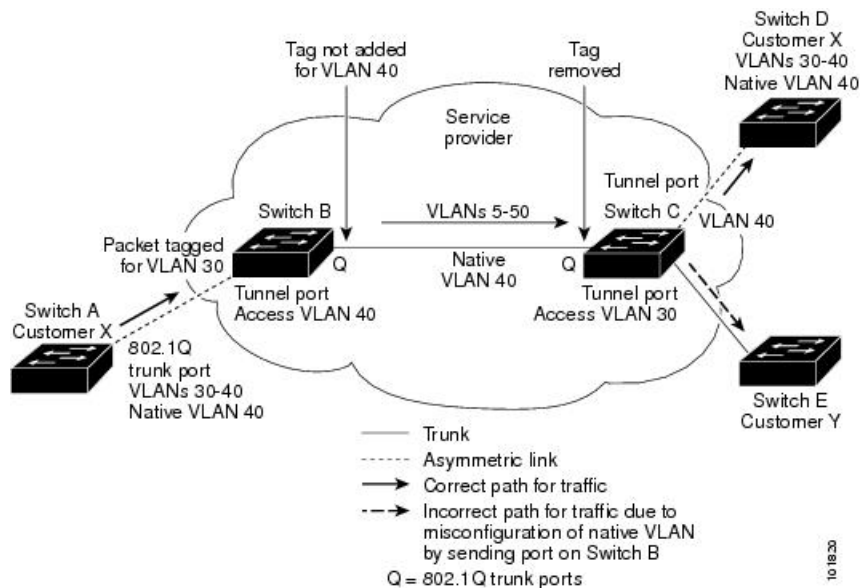 Tag not added
for VLAN 40
Tag
removed
Switch D
Customer X
VLANs 30-40
Native VLAN 40
Service
provider
Tunnel port
Switch B
VLANs 5-50
Switch C
VLAN 40
Packet tagged
for VLAN 30
Q
Native
VLAN 40
Q
Switch A
Customer X
Tunnel port
Access VLAN 40
Tunnel port
Access VLAN 30
802.1Q
trunk port
VLANs 30-40
Native VLAN 40
Switch E
Customer Y
Trunk
Asymmetric link
Correct path for traffic
Incorrect path for traffic due to
misconfiguration of native VLAN
by sending port on Switch B
Q = 802.1Q trunk ports
101820